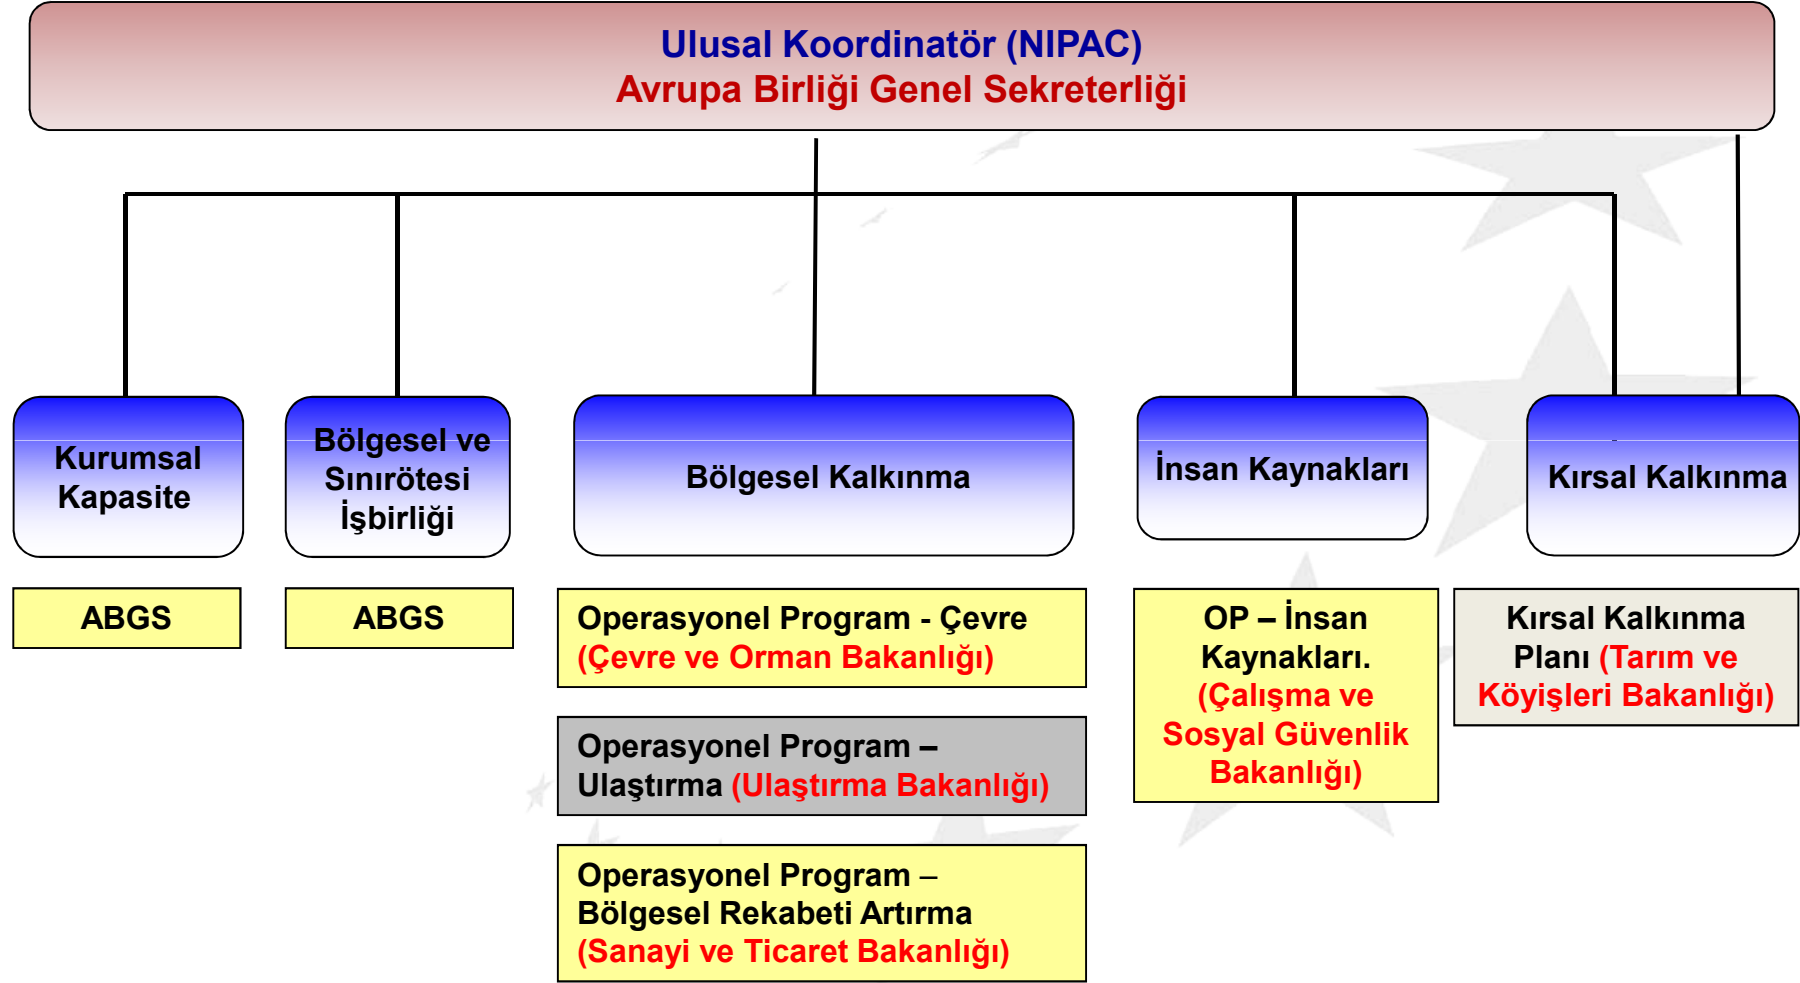 Ulusal Koordinatör (NIPAC)
Avrupa Birliği Genel Sekreterliği
Kurumsal
Kapasite
Bölgesel ve
Sınırötesi
İşbirliği
Bölgesel Kalkınma
İnsan Kaynakları
Kırsal Kalkınma
ABGS
ABGS
Operasyonel Program - Çevre
(Çevre ve Orman Bakanlığı)
Operasyonel Program –
Ulaştırma (Ulaştırma Bakanlığı)
Operasyonel Program –
Bölgesel Rekabeti Artırma
(Sanayi ve Ticaret Bakanlığı)
OP – İnsan
Kaynakları.
(Çalışma ve
Sosyal Güvenlik
Bakanlığı)
Kırsal Kalkınma
Planı (Tarım ve
Köyişleri Bakanlığı)